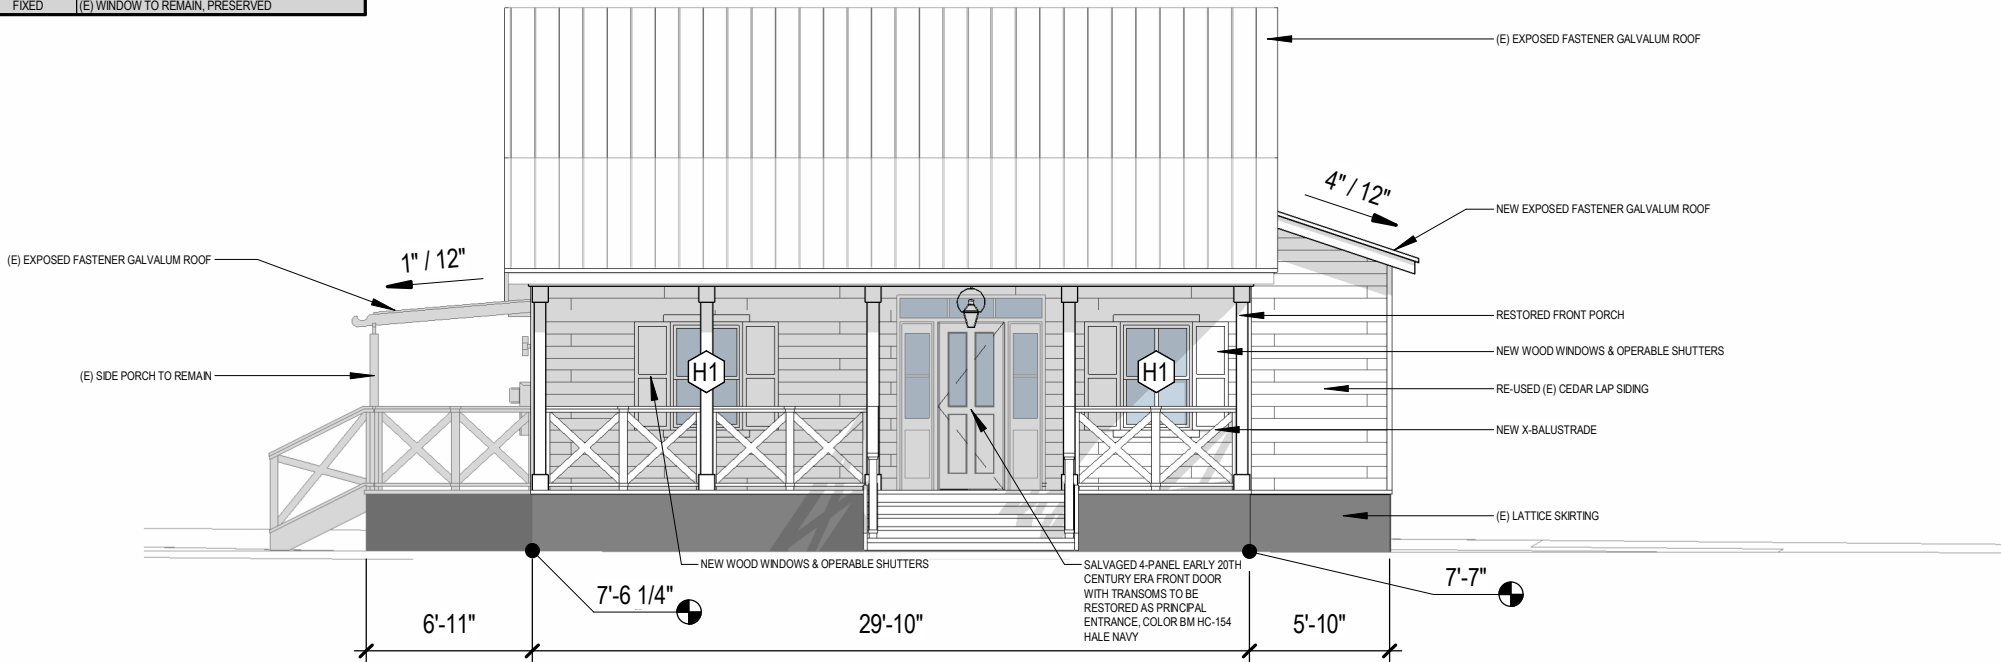 FIXED (E) WINDOW TO REMAIN, PRESERVED
(E) EXPOSED FASTENER GALVALUM ROOF
4" / 12"
NEW EXPOSED FASTENER GALVALUM ROOF
(E) EXPOSED FASTENER GALVALUM ROOF
1" / 12"
RESTORED FRONT PORCH
NEW WOOD WINDOWS & OPERABLE SHUTTERS
(E) SIDE PORCH TO REMAIN
H1
H1
RE-USED (E) CEDAR LAP SIDING
NEW X-BALUSTRADE
(E) LATTICE SKIRTING
NEW WOOD WINDOWS & OPERABLE SHUTTERS
SALVAGED 4-PANEL EARLY 20TH
CENTURY ERA FRONT DOOR
WITH TRANSOMS TO BE
RESTORED AS PRINCIPAL
ENTRANCE, COLOR BM HC-154
HALE NAVY
7'-6 1/4"
7'-7"
6'-11"
29'-10"
5'-10"